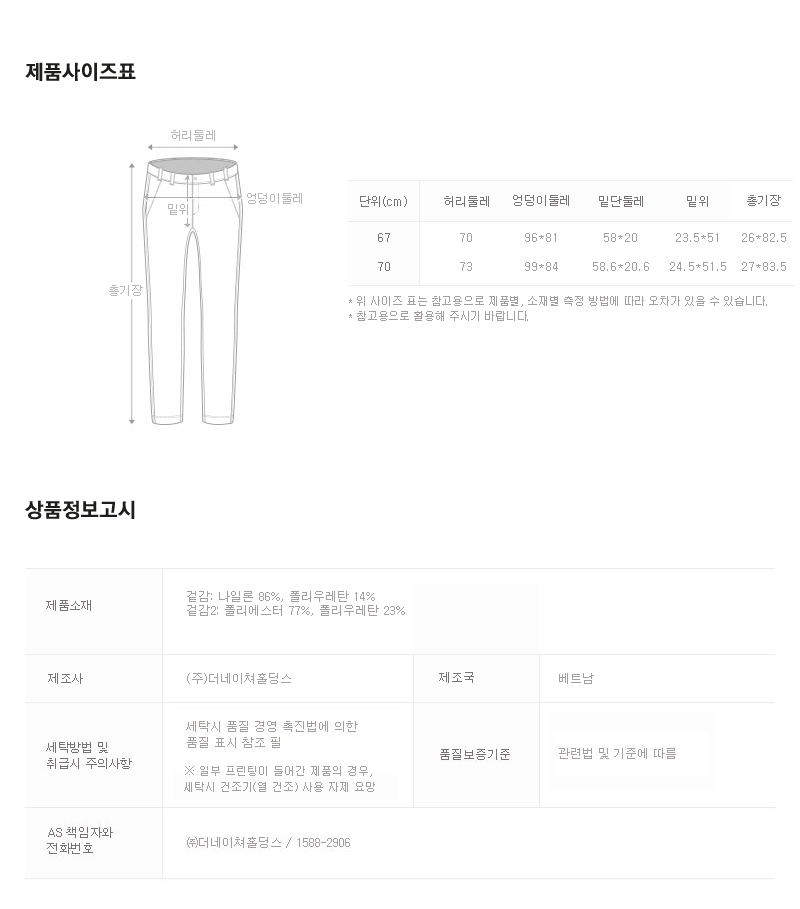 제품사이즈표
허리둘레
엉덩이둘레
밑위
총기장
단위(cm) 허리둘레 엉덩이둘레 밑단둘레 밑위 총기장
67 70 96*81 58*20 23.5*51 26*82.5
70 73 99*84 58.6*20.6 24.5*51.5 27*83.5
* 위 사이즈 표는 참고용으로 제품별, 소재별 측정 방법에 따라 오차가 있을 수 있습니다.
* 참고용으로 활용해 주시기 바랍니다.
상품정보고시
제품소재
겉감: 나일론 86%, 폴리우레탄 14%
겉감2: 폴리에스터 77%, 폴리우레탄 23%
제조사 (주)더네이쳐홀딩스 제조국 베트남
세탁방법 및
취급시 주의사항
세탁시 품질 경영 촉진법에 의한
품질 표시 참조 필
※ 일부 프린팅이 들어간 제품의 경우,
세탁시 건조기(열 건조) 사용 자제 요망
품질보증기준 관련법 및 기준에 따름
AS 책임자와
전화번호
㈜더네이쳐홀딩스 / 1588-2906